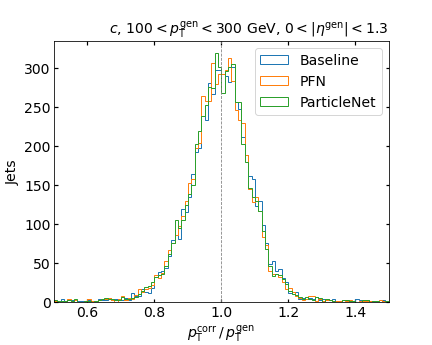 c, 100 < p_T^gen < 300 GeV, 0 < |η^gen| < 1.3
Baseline
PFN
ParticleNet
Jets
300
250
200
150
100
50
0
0.6 0.8 1.0 1.2 1.4
p_T^corr / p_T^gen